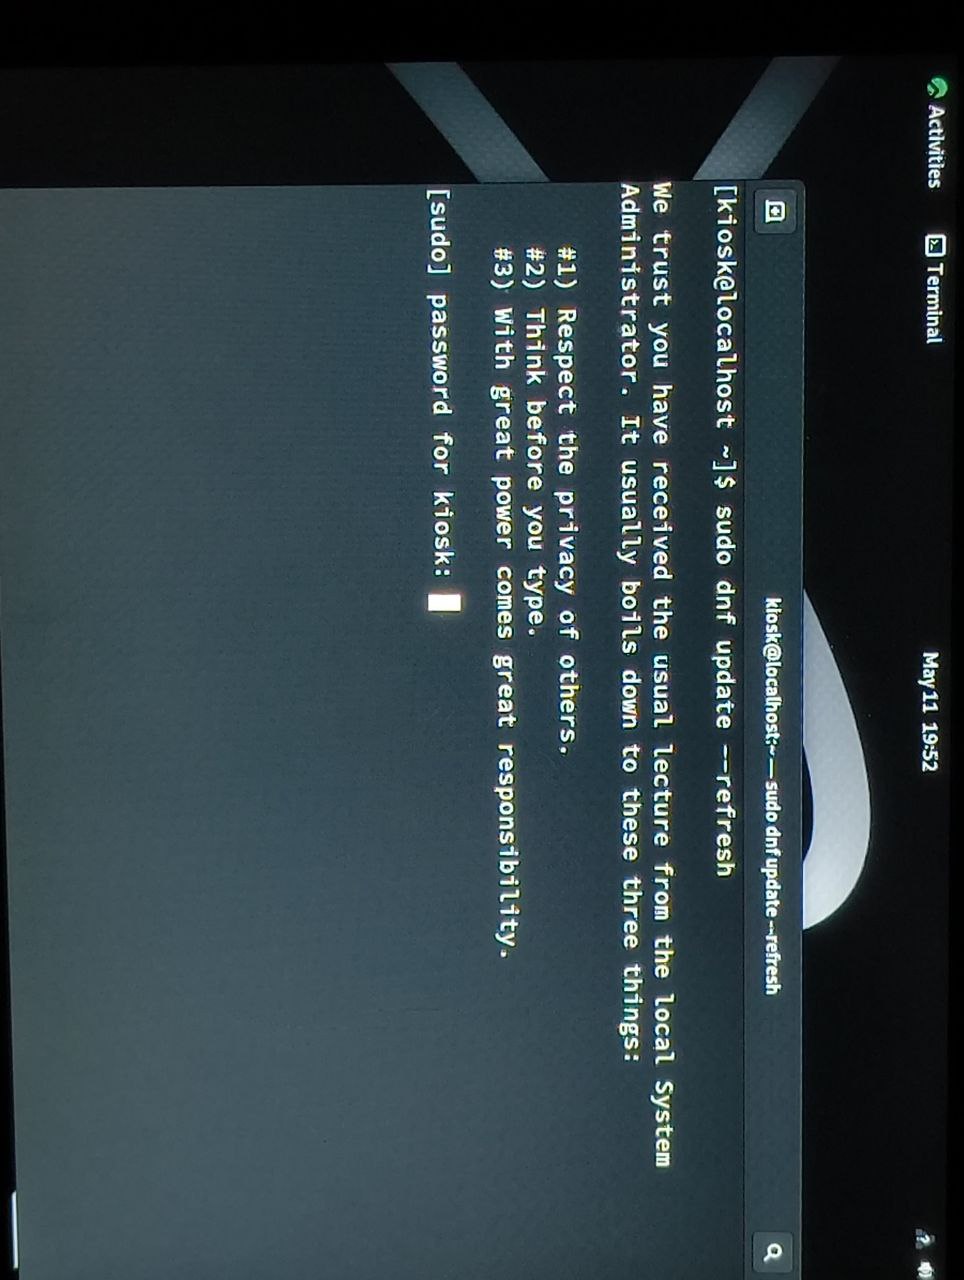 Activities Terminal May 11 19:52
kiosk@localhost:~ — sudo dnf update --refresh
[kiosk@localhost ~]$ sudo dnf update --refresh
We trust you have received the usual lecture from the local System
Administrator. It usually boils down to these three things:
#1) Respect the privacy of others.
#2) Think before you type.
#3) With great power comes great responsibility.
[sudo] password for kiosk: